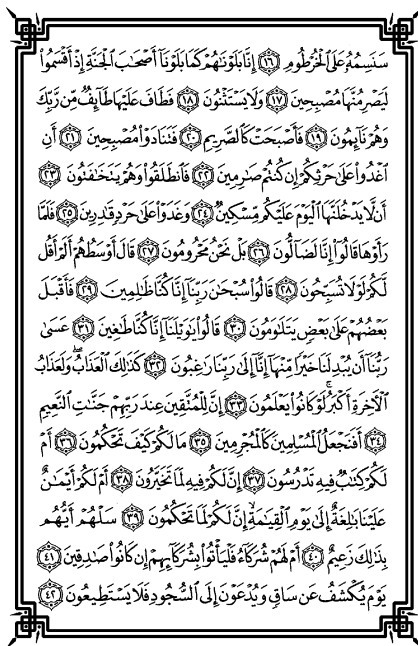 سَنَسِمُهُۥ عَلَى ٱلْخُرْطُومِ ﴿١٦﴾ إِنَّا بَلَوْنَٰهُمْ كَمَا بَلَوْنَآ أَصْحَٰبَ ٱلْجَنَّةِ إِذْ أَقْسَمُوا۟
لَيَصْرِمُنَّهَا مُصْبِحِينَ ﴿١٧﴾ وَلَا يَسْتَثْنُونَ ﴿١٨﴾ فَطَافَ عَلَيْهَا طَآئِفٌ مِّن رَّبِّكَ
وَهُمْ نَآئِمُونَ ﴿١٩﴾ فَأَصْبَحَتْ كَٱلصَّرِيمِ ﴿٢٠﴾ فَتَنَادَوْا۟ مُصْبِحِينَ ﴿٢١﴾ أَنِ
ٱغْدُوا۟ عَلَىٰ حَرْثِكُمْ إِن كُنتُمْ صَٰرِمِينَ ﴿٢٢﴾ فَٱنطَلَقُوا۟ وَهُمْ يَتَخَٰفَتُونَ ﴿٢٣﴾
أَن لَّا يَدْخُلَنَّهَا ٱلْيَوْمَ عَلَيْكُم مِّسْكِينٌ ﴿٢٤﴾ وَغَدَوْا۟ عَلَىٰ حَرْدٍ قَٰدِرِينَ ﴿٢٥﴾ فَلَمَّا
رَأَوْهَا قَالُوٓا۟ إِنَّا لَضَآلُّونَ ﴿٢٦﴾ بَلْ نَحْنُ مَحْرُومُونَ ﴿٢٧﴾ قَالَ أَوْسَطُهُمْ أَلَمْ أَقُل
لَّكُمْ لَوْلَا تُسَبِّحُونَ ﴿٢٨﴾ قَالُوا۟ سُبْحَٰنَ رَبِّنَآ إِنَّا كُنَّا ظَٰلِمِينَ ﴿٢٩﴾ فَأَقْبَلَ
بَعْضُهُمْ عَلَىٰ بَعْضٍ يَتَلَٰوَمُونَ ﴿٣٠﴾ قَالُوا۟ يَٰوَيْلَنَآ إِنَّا كُنَّا طَٰغِينَ ﴿٣١﴾ عَسَىٰ
رَبُّنَآ أَن يُبْدِلَنَا خَيْرًا مِّنْهَآ إِنَّآ إِلَىٰ رَبِّنَا رَٰغِبُونَ ﴿٣٢﴾ كَذَٰلِكَ ٱلْعَذَابُ ۖ وَلَعَذَابُ
ٱلْءَاخِرَةِ أَكْبَرُ ۚ لَوْ كَانُوا۟ يَعْلَمُونَ ﴿٣٣﴾ إِنَّ لِلْمُتَّقِينَ عِندَ رَبِّهِمْ جَنَّٰتِ ٱلنَّعِيمِ
﴿٣٤﴾ أَفَنَجْعَلُ ٱلْمُسْلِمِينَ كَٱلْمُجْرِمِينَ ﴿٣٥﴾ مَا لَكُمْ كَيْفَ تَحْكُمُونَ ﴿٣٦﴾ أَمْ
لَكُمْ كِتَٰبٌ فِيهِ تَدْرُسُونَ ﴿٣٧﴾ إِنَّ لَكُمْ فِيهِ لَمَا تَخَيَّرُونَ ﴿٣٨﴾ أَمْ لَكُمْ أَيْمَٰنٌ
عَلَيْنَا بَٰلِغَةٌ إِلَىٰ يَوْمِ ٱلْقِيَٰمَةِ ۙ إِنَّ لَكُمْ لَمَا تَحْكُمُونَ ﴿٣٩﴾ سَلْهُمْ أَيُّهُم
بِذَٰلِكَ زَعِيمٌ ﴿٤٠﴾ أَمْ لَهُمْ شُرَكَآءُ فَلْيَأْتُوا۟ بِشُرَكَآئِهِمْ إِن كَانُوا۟ صَٰدِقِينَ ﴿٤١﴾
يَوْمَ يُكْشَفُ عَن سَاقٍ وَيُدْعَوْنَ إِلَى ٱلسُّجُودِ فَلَا يَسْتَطِيعُونَ ﴿٤٢﴾